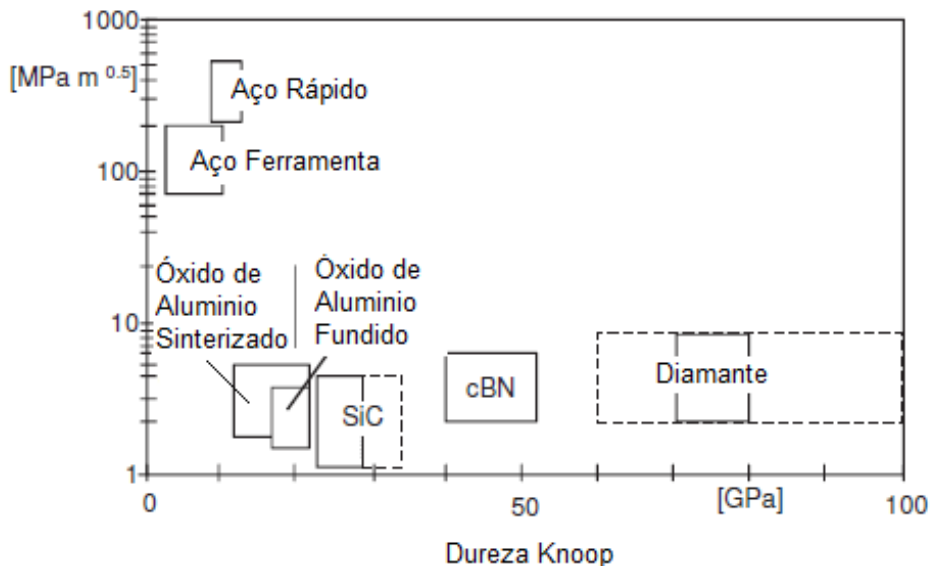 1000
[MPa m 0.5]
Aço Rápido
Aço Ferramenta
100
Óxido de
Aluminio
Sinterizado
Óxido de
Aluminio
Fundido
10
Diamante
cBN
SiC
1
0
50
[GPa]
100
Dureza Knoop